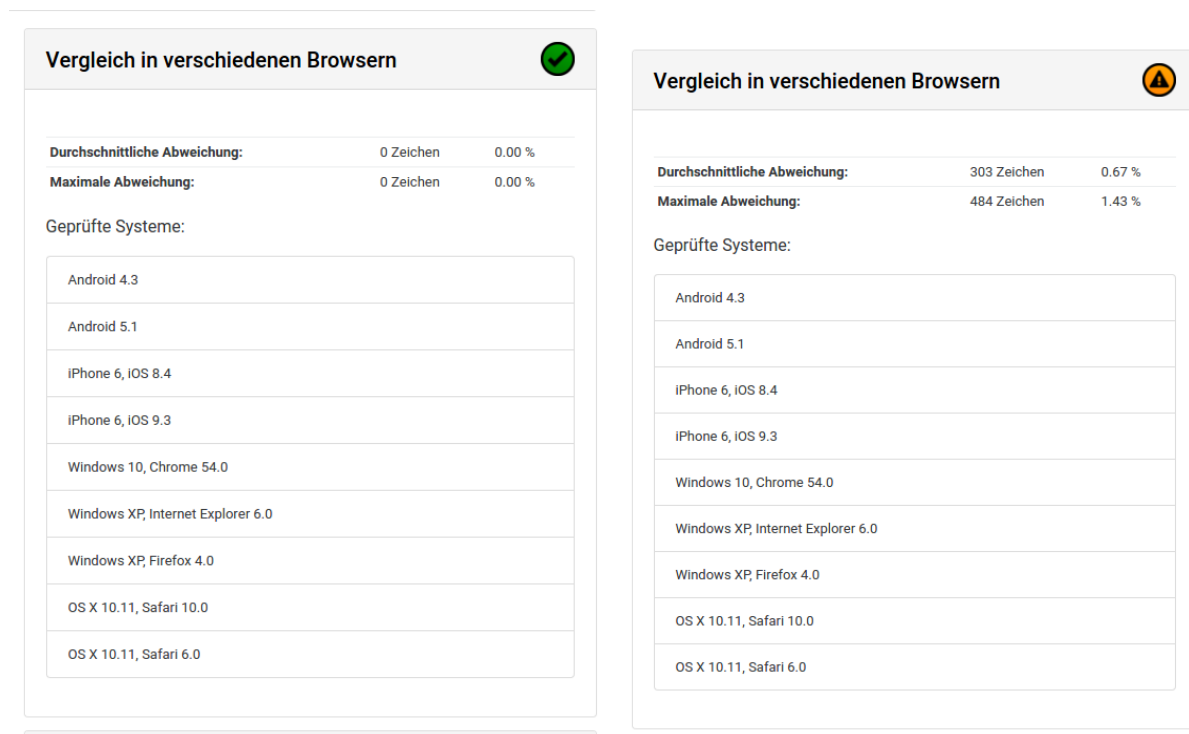 Vergleich in verschiedenen Browsern
Durchschnittliche Abweichung: 0 Zeichen 0.00 %
Maximale Abweichung: 0 Zeichen 0.00 %
Geprüfte Systeme:
Android 4.3
Android 5.1
iPhone 6, iOS 8.4
iPhone 6, iOS 9.3
Windows 10, Chrome 54.0
Windows XP, Internet Explorer 6.0
Windows XP, Firefox 4.0
OS X 10.11, Safari 10.0
OS X 10.11, Safari 6.0
Vergleich in verschiedenen Browsern
Durchschnittliche Abweichung: 303 Zeichen 0.67 %
Maximale Abweichung: 484 Zeichen 1.43 %
Geprüfte Systeme:
Android 4.3
Android 5.1
iPhone 6, iOS 8.4
iPhone 6, iOS 9.3
Windows 10, Chrome 54.0
Windows XP, Internet Explorer 6.0
Windows XP, Firefox 4.0
OS X 10.11, Safari 10.0
OS X 10.11, Safari 6.0